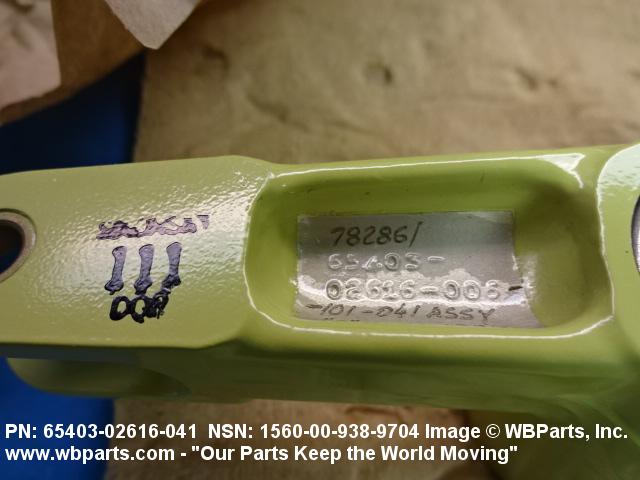 111
78286/
65403-
02616-006-
-101-041 ASSY
PN: 65403-02616-041 NSN: 1560-00-938-9704 Image © WBParts, Inc.
www.wbparts.com - "Our Parts Keep the World Moving"